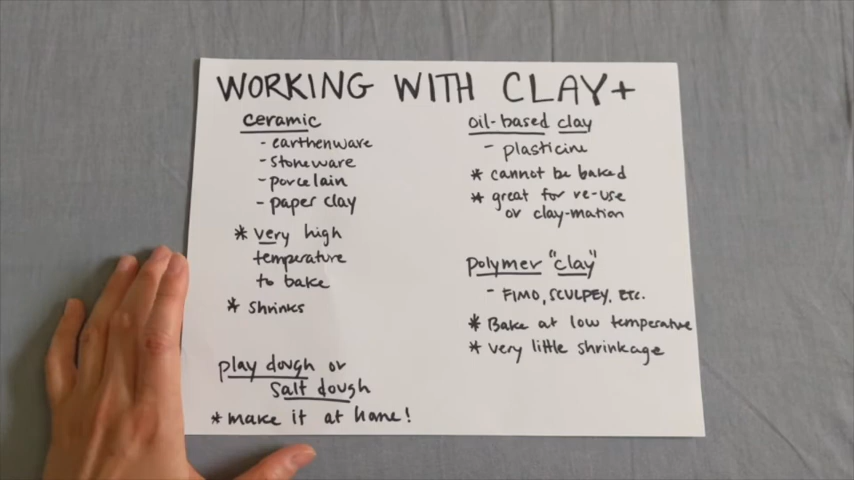 WORKING WITH CLAY+
ceramic
- earthenware
- stoneware
- porcelain
- paper clay
* very high
temperature
to bake
* shrinks
play dough or
salt dough
* make it at home!
oil-based clay
- plasticine
* cannot be baked
* great for re-use
or clay-mation
polymer "clay"
- FIMO, SCULPEY, ETC.
* Bake at low temperature
* very little shrinkage